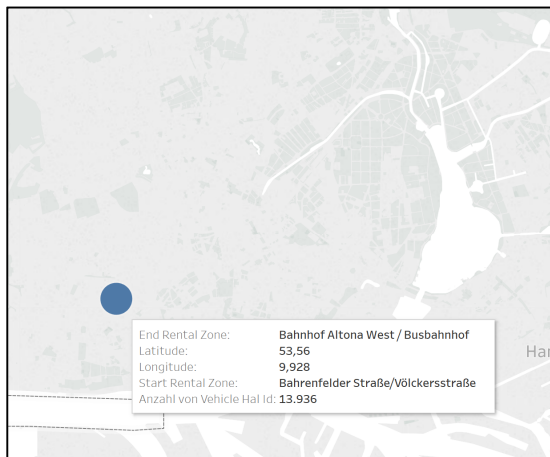 End Rental Zone: Bahnhof Altona West / Busbahnhof
Latitude: 53,56
Longitude: 9,928
Start Rental Zone: Bahrenfelder Straße/Völckersstraße
Anzahl von Vehicle Hal Id: 13.936
Har